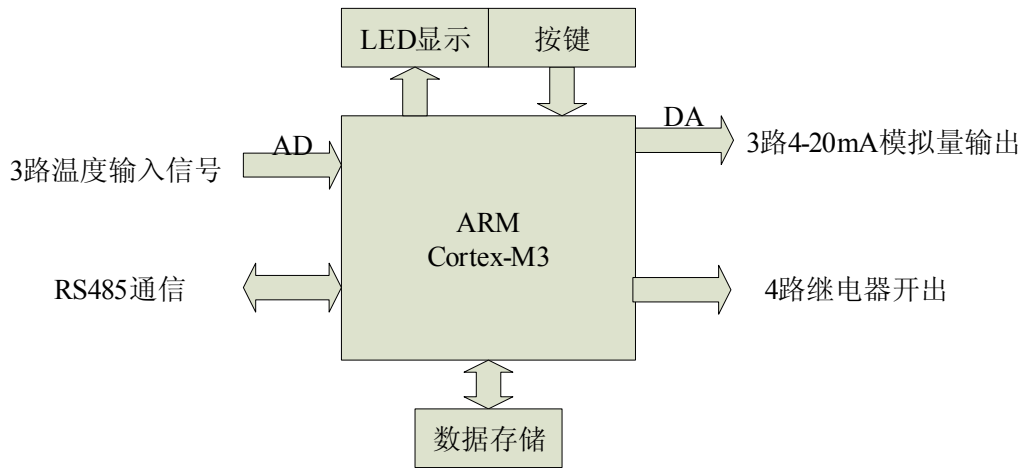 LED显示
按键
AD
DA
3路温度输入信号
3路4-20mA模拟量输出
ARM
Cortex-M3
RS485通信
4路继电器开出
数据存储